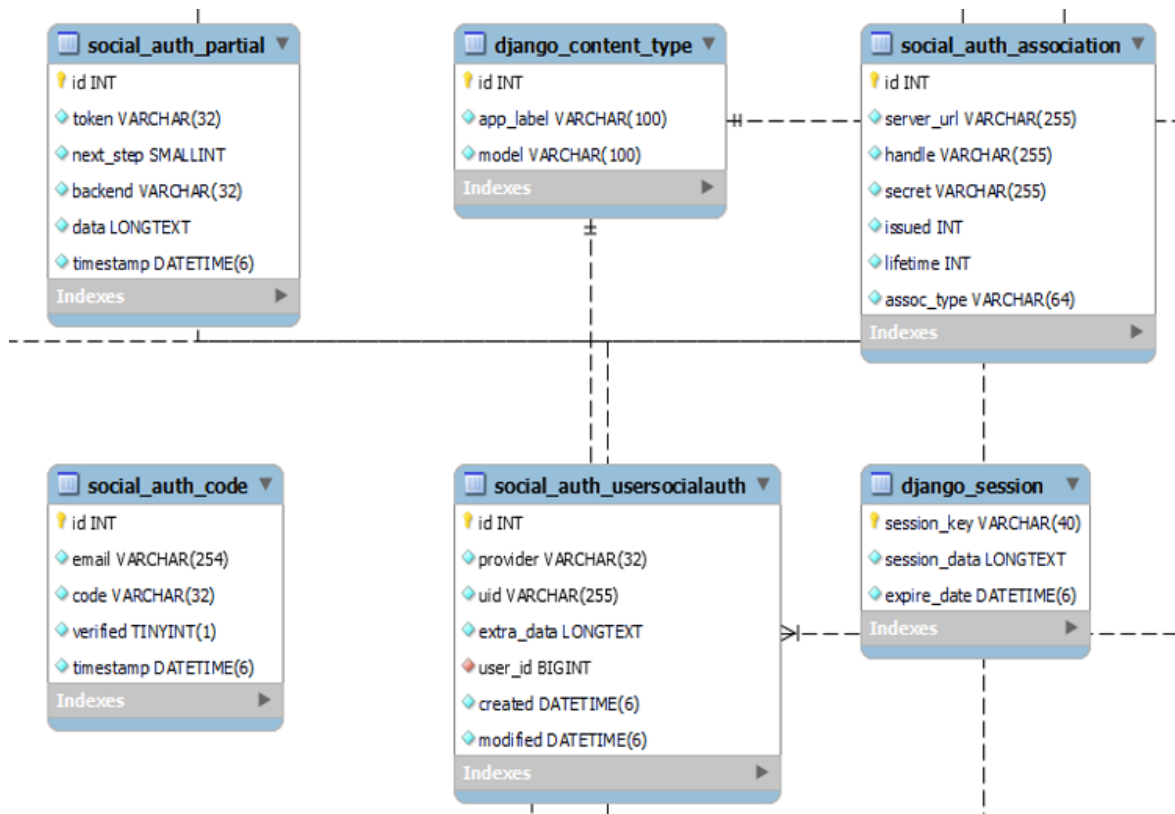 social_auth_partial
id INT
token VARCHAR(32)
next_step SMALLINT
backend VARCHAR(32)
data LONGTEXT
timestamp DATETIME(6)
Indexes
django_content_type
id INT
app_label VARCHAR(100)
model VARCHAR(100)
Indexes
social_auth_association
id INT
server_url VARCHAR(255)
handle VARCHAR(255)
secret VARCHAR(255)
issued INT
lifetime INT
assoc_type VARCHAR(64)
Indexes
social_auth_code
id INT
email VARCHAR(254)
code VARCHAR(32)
verified TINYINT(1)
timestamp DATETIME(6)
Indexes
social_auth_usersocialauth
id INT
provider VARCHAR(32)
uid VARCHAR(255)
extra_data LONGTEXT
user_id BIGINT
created DATETIME(6)
modified DATETIME(6)
Indexes
django_session
session_key VARCHAR(40)
session_data LONGTEXT
expire_date DATETIME(6)
Indexes